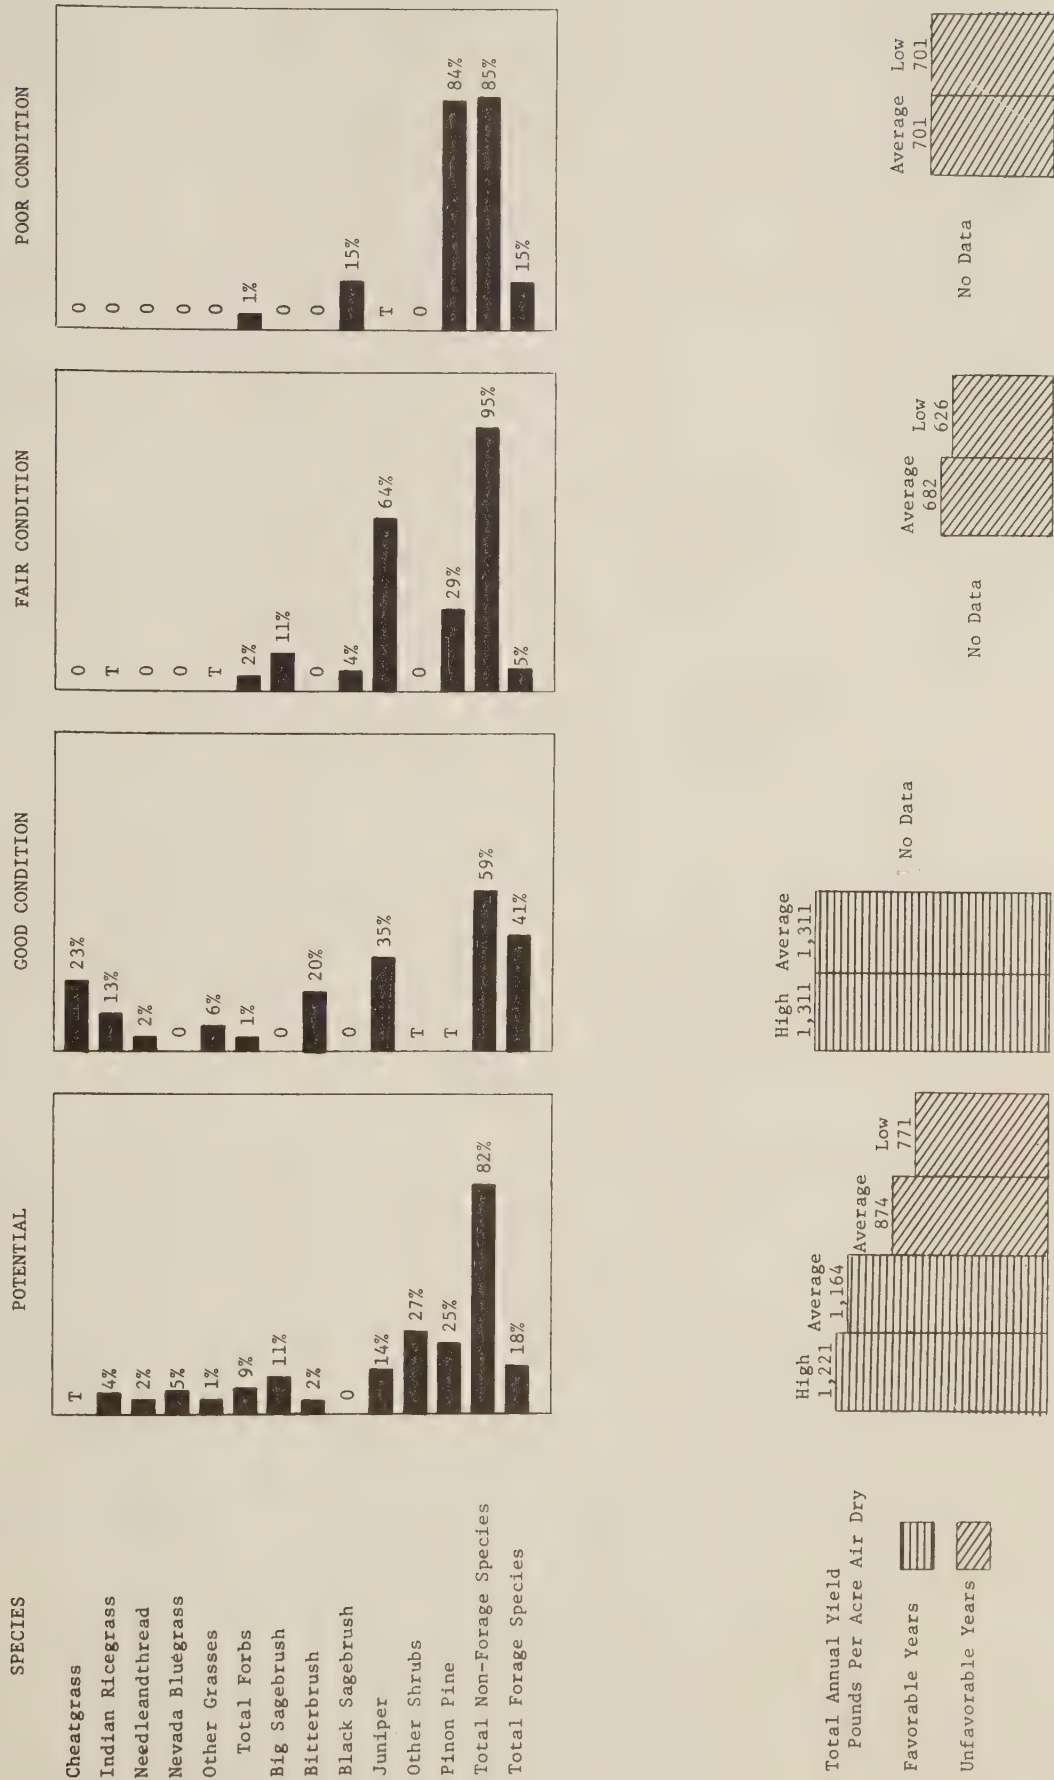 SPECIES
Cheatgrass
Indian Ricegrass
Needleandthread
Nevada Bluegrass
Other Grasses
Total Forbs
Big Sagebrush
Bitterbrush
Black Sagebrush
Juniper
Other Shrubs
Pinon Pine
Total Non-Forage Species
Total Forage Species
POTENTIAL
T
4%
2%
5%
1%
9%
11%
2%
0
14%
27%
25%
82%
18%
GOOD CONDITION
23%
13%
2%
0
6%
1%
0
20%
0
35%
T
T
59%
41%
FAIR CONDITION
0
T
0
0
T
2%
11%
0
4%
64%
0
29%
95%
5%
POOR CONDITION
0
0
0
0
0
1%
0
0
15%
T
0
84%
85%
15%
Total Annual Yield
Pounds Per Acre Air Dry
Favorable Years
Unfavorable Years
High
1,221
Average
1,164
Average
874
Low
771
High
1,311
Average
1,311
No Data
No Data
Average
682
Low
626
No Data
Average
701
Low
701